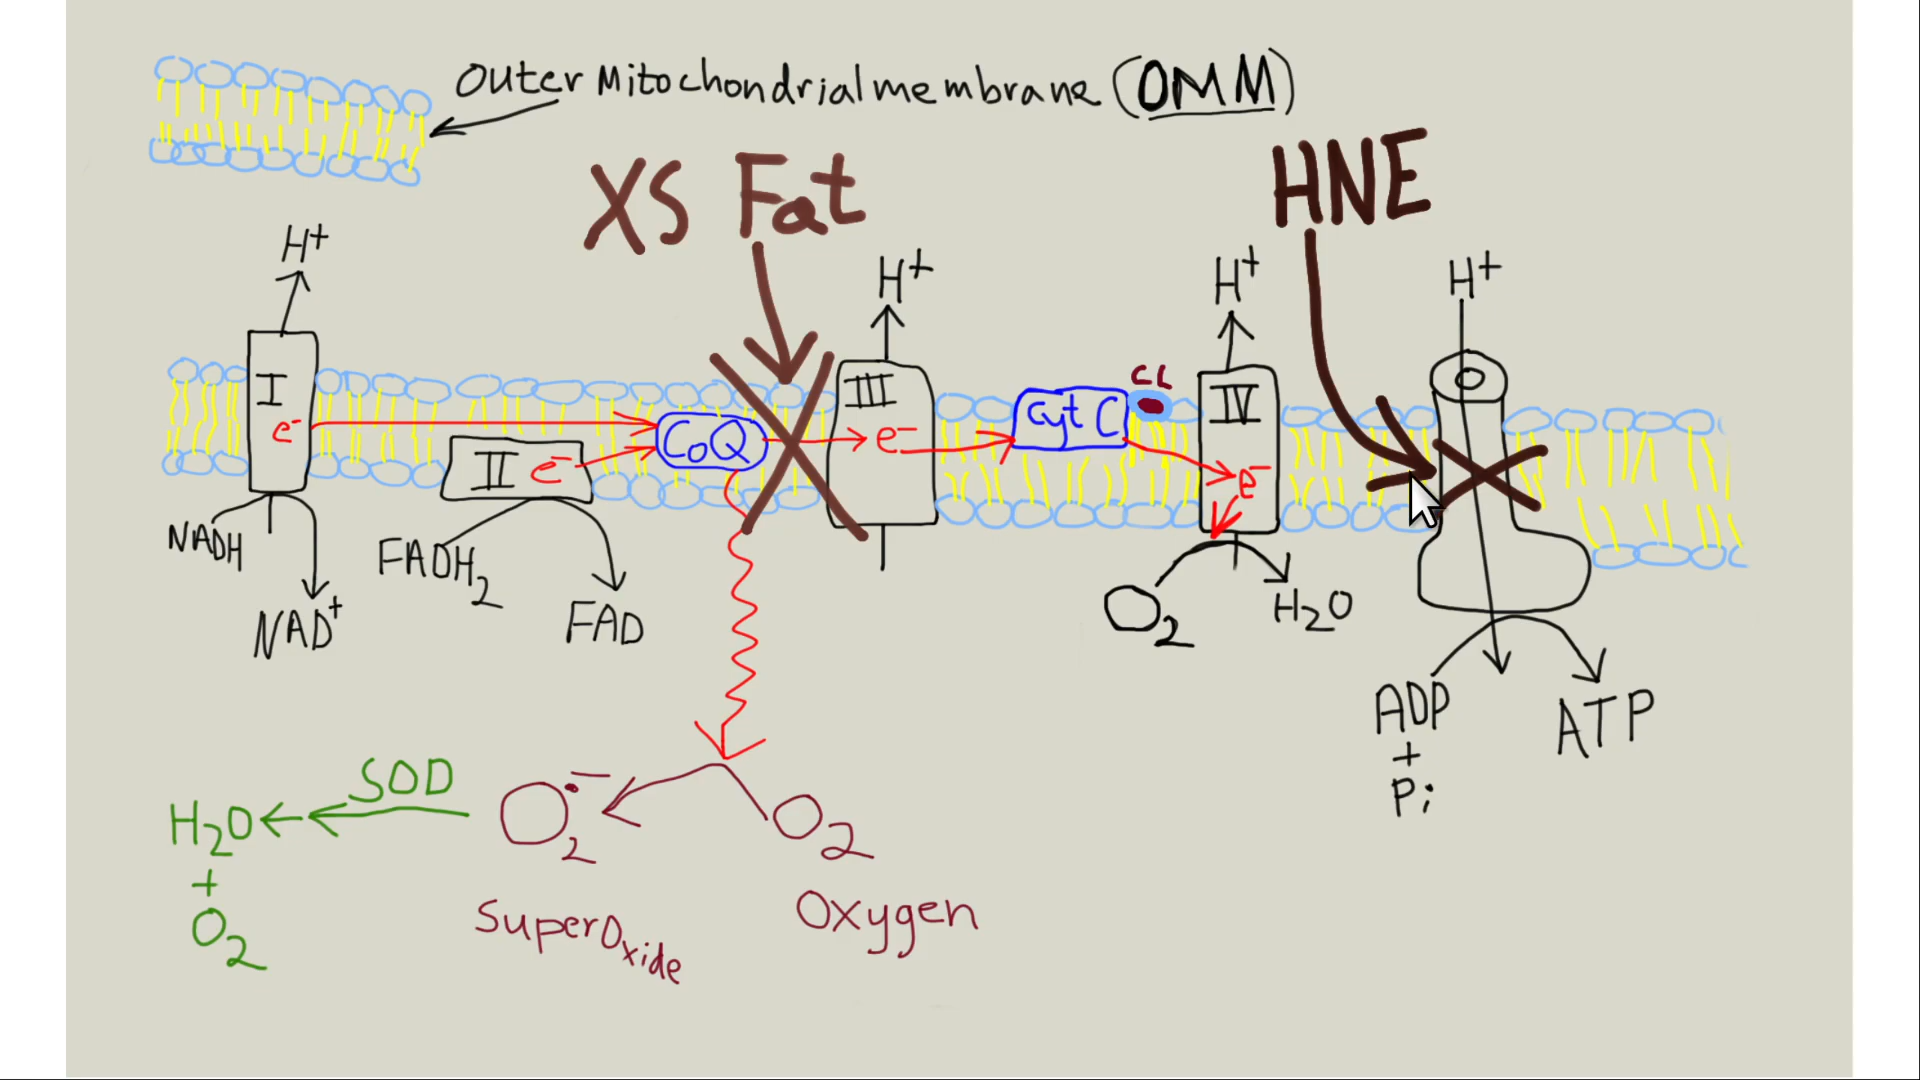 Outer Mitochondrial membrane (OMM)
XS Fat
HNE
H+
H+
H+
H+
CL
I
e-
II
e-
CoQ
III
e-
Cyt C
IV
e-
NADH
NAD+
FADH2
FAD
O2
H2O
ADP
+
Pi
ATP
SOD
H2O
+
O2
O2•-
SuperOxide
O2
Oxygen